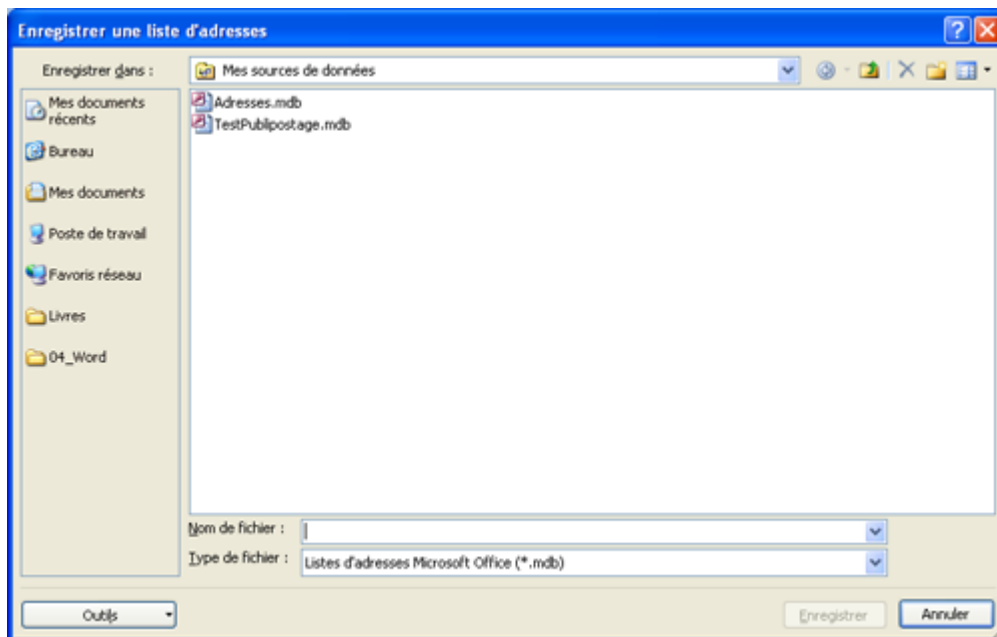 Enregistrer une liste d'adresses
Enregistrer dans :
Mes sources de données
Mes documents
récents
Bureau
Mes documents
Poste de travail
Favoris réseau
Livres
04_Word
Adresses.mdb
TestPublipostage.mdb
Nom de fichier :
Type de fichier :
Listes d'adresses Microsoft Office (*.mdb)
Outils
Enregistrer
Annuler